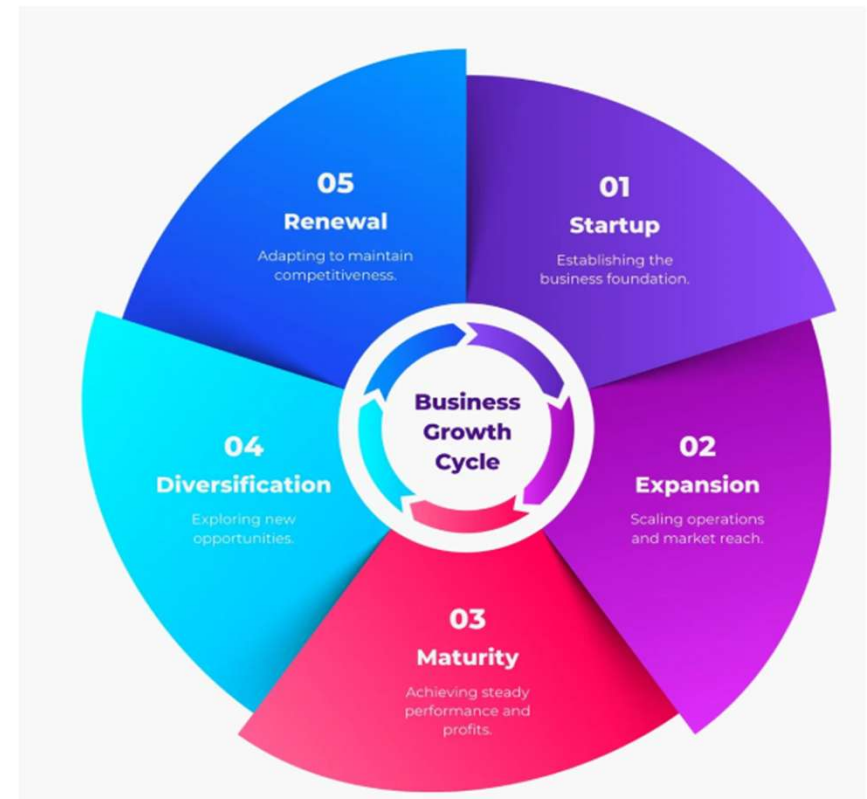 Business
Growth
Cycle
01
Startup
Establishing the
business foundation.
02
Expansion
Scaling operations
and market reach.
03
Maturity
Achieving steady
performance and
profits.
04
Diversification
Exploring new
opportunities.
05
Renewal
Adapting to maintain
competitiveness.